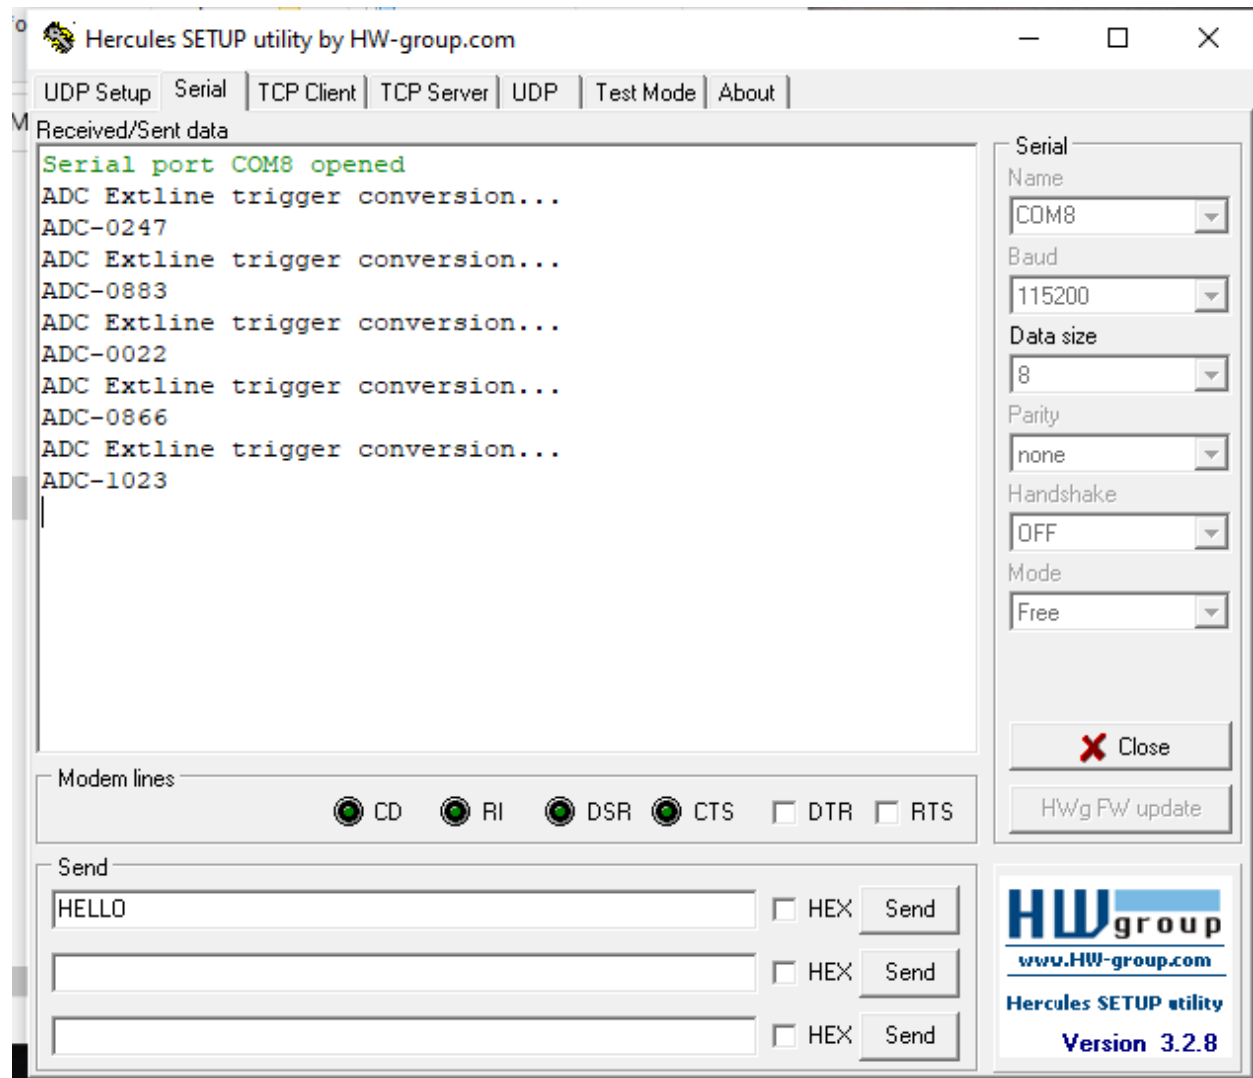 Hercules SETUP utility by HW-group.com
UDP Setup Serial TCP Client TCP Server UDP Test Mode About
Received/Sent data
Serial port COM8 opened
ADC Extline trigger conversion...
ADC-0247
ADC Extline trigger conversion...
ADC-0883
ADC Extline trigger conversion...
ADC-0022
ADC Extline trigger conversion...
ADC-0866
ADC Extline trigger conversion...
ADC-1023
Serial
Name
COM8
Baud
115200
Data size
8
Parity
none
Handshake
OFF
Mode
Free
Close
HWg FW update
Modem lines
CD RI DSR CTS DTR RTS
Send
HELLO HEX Send
HEX Send
HEX Send
HW group
www.HW-group.com
Hercules SETUP utility
Version 3.2.8